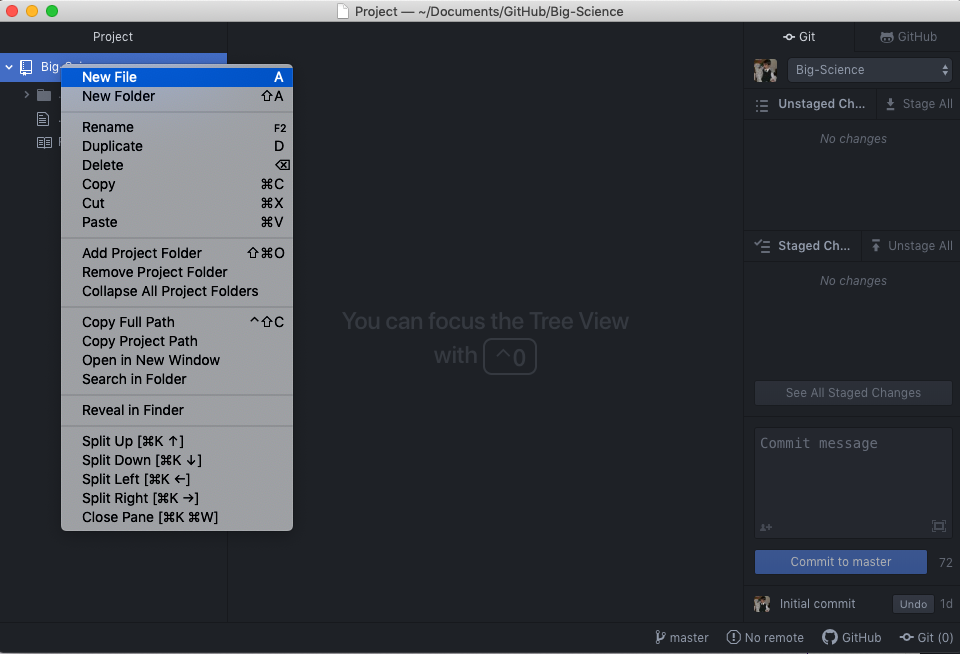 Project — ~/Documents/GitHub/Big-Science
Project
Git
GitHub
Big-Science
Unstaged Ch...
Stage All
No changes
Staged Ch...
Unstage All
No changes
See All Staged Changes
Commit message
Commit to master
72
Initial commit
Undo
1d
New File A
New Folder ⇧A
Rename F2
Duplicate D
Delete ⌫
Copy ⌘C
Cut ⌘X
Paste ⌘V
Add Project Folder ⇧⌘O
Remove Project Folder
Collapse All Project Folders
Copy Full Path ^⇧C
Copy Project Path
Open in New Window
Search in Folder
Reveal in Finder
Split Up [⌘K ↑]
Split Down [⌘K ↓]
Split Left [⌘K ←]
Split Right [⌘K →]
Close Pane [⌘K ⌘W]
You can focus the Tree View
with ^0
master
No remote
GitHub
Git (0)